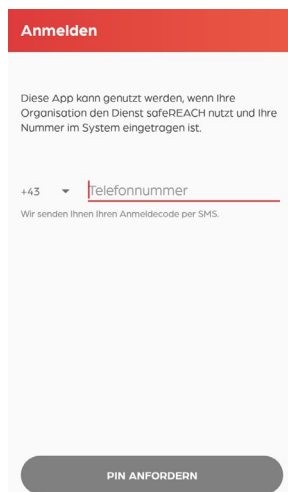 Anmelden
Diese App kann genutzt werden, wenn Ihre
Organisation den Dienst safeREACH nutzt und Ihre
Nummer im System eingetragen ist.
+43 Telefonnummer
Wir senden Ihnen Ihren Anmeldecode per SMS.
PIN ANFORDERN